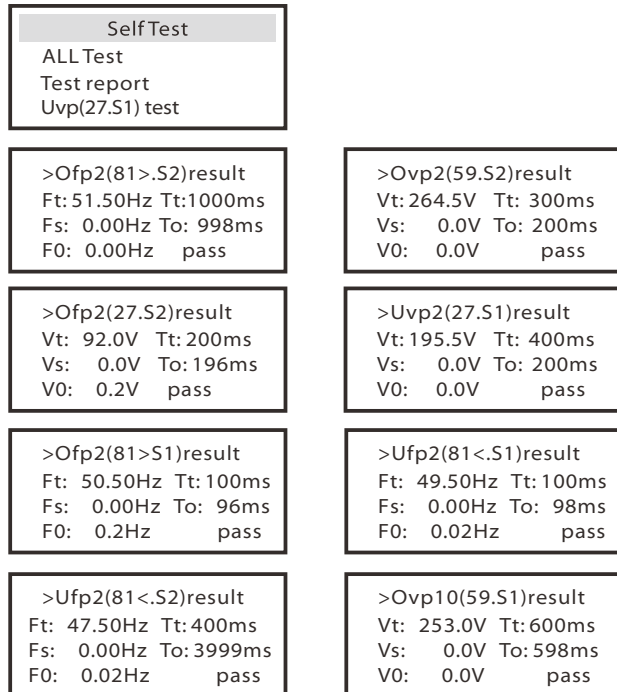 Self Test
ALL Test
Test report
Uvp(27.S1) test
>Ofp2(81>.S2)result
Ft: 51.50Hz Tt:1000ms
Fs: 0.00Hz To: 998ms
F0: 0.00Hz pass
>Ovp2(59.S2)result
Vt: 264.5V Tt: 300ms
Vs: 0.0V To: 200ms
V0: 0.0V pass
>Ofp2(27.S2)result
Vt: 92.0V Tt: 200ms
Vs: 0.0V To: 196ms
V0: 0.2V pass
>Uvp2(27.S1)result
Vt: 195.5V Tt: 400ms
Vs: 0.0V To: 200ms
V0: 0.0V pass
>Ofp2(81>S1)result
Ft: 50.50Hz Tt: 100ms
Fs: 0.00Hz To: 96ms
F0: 0.2Hz pass
>Ufp2(81<.S1)result
Ft: 49.50Hz Tt: 100ms
Fs: 0.00Hz To: 98ms
F0: 0.02Hz pass
>Ufp2(81<.S2)result
Ft: 47.50Hz Tt: 400ms
Fs: 0.00Hz To: 3999ms
F0: 0.02Hz pass
>Ovp10(59.S1)result
Vt: 253.0V Tt: 600ms
Vs: 0.0V To: 598ms
V0: 0.0V pass